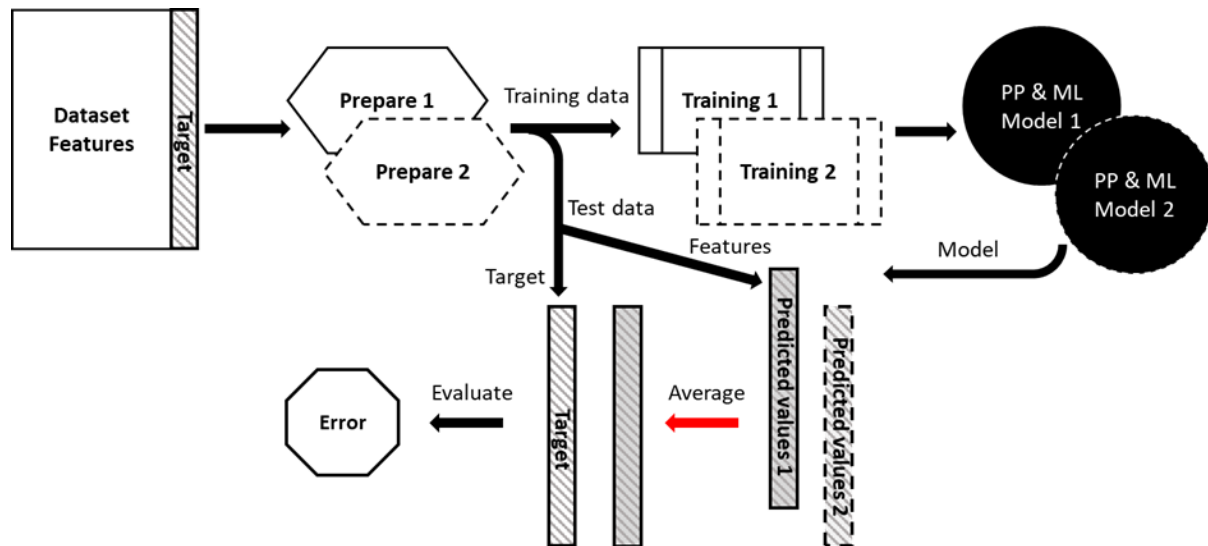 Dataset
Features
Target
Prepare 1
Prepare 2
Training data
Test data
Training 1
Training 2
PP & ML
Model 1
PP & ML
Model 2
Model
Features
Target
Predicted values 1
Predicted values 2
Average
Target
Evaluate
Error